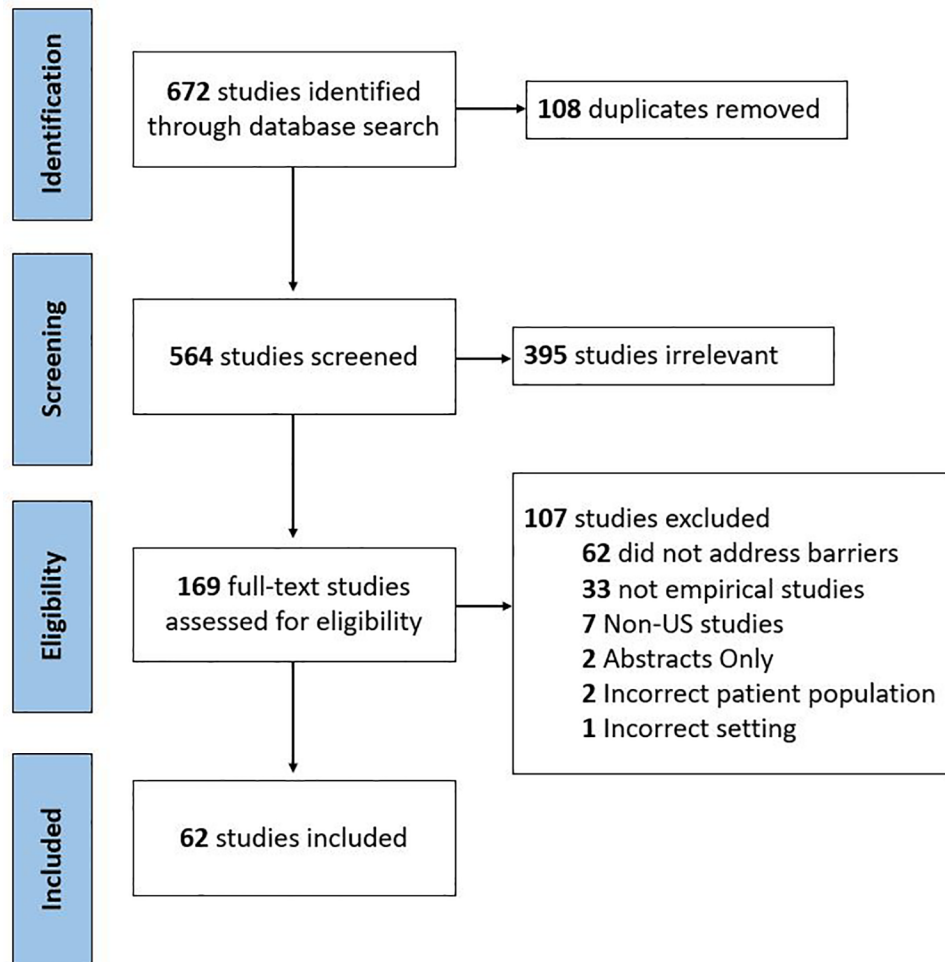 Identification
672 studies identified
through database search
108 duplicates removed
Screening
564 studies screened
395 studies irrelevant
Eligibility
169 full-text studies
assessed for eligibility
107 studies excluded
62 did not address barriers
33 not empirical studies
7 Non-US studies
2 Abstracts Only
2 Incorrect patient population
1 Incorrect setting
Included
62 studies included